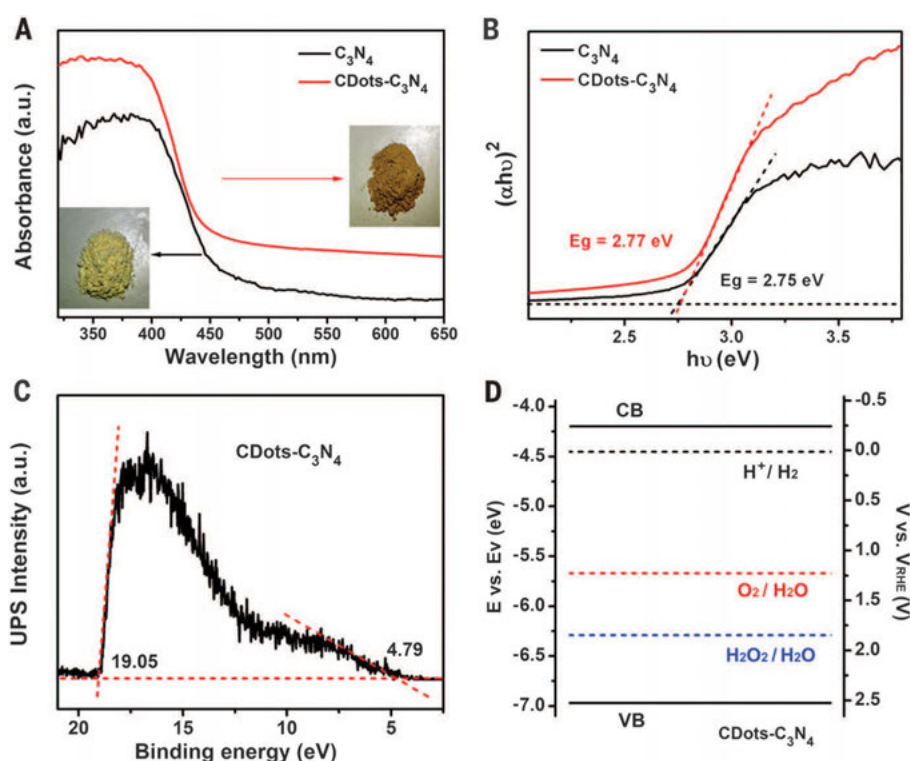 A
C₃N₄
CDots-C₃N₄
Absorbance (a.u.)
350 400 450 500 550 600 650
Wavelength (nm)
B
C₃N₄
CDots-C₃N₄
(αhυ)²
Eg = 2.77 eV
Eg = 2.75 eV
2.5 3.0 3.5
hυ (eV)
C
CDots-C₃N₄
UPS Intensity (a.u.)
19.05
4.79
20 15 10 5
Binding energy (eV)
D
E vs. Ev (eV)
-4.0
-4.5
-5.0
-5.5
-6.0
-6.5
-7.0
CB
H⁺/ H₂
O₂ / H₂O
H₂O₂ / H₂O
VB
CDots-C₃N₄
-0.5
0.0
0.5
1.0
1.5
2.0
2.5
V vs. V_RHE (V)